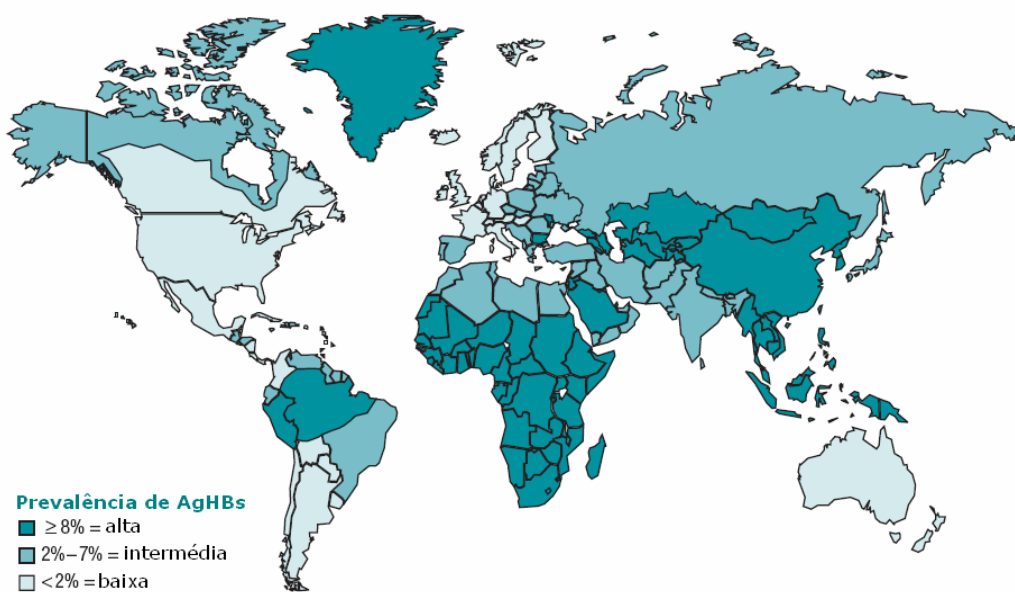 Prevalência de AgHBs
≥8% = alta
2%–7% = intermédia
<2% = baixa